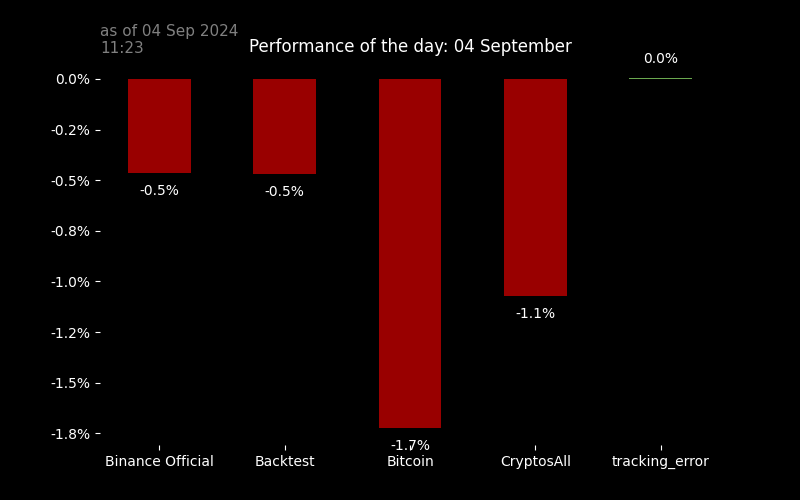 as of 04 Sep 2024
11:23
Performance of the day: 04 September
0.0%
0.0%
-0.2%
-0.5%
-0.8%
-1.0%
-1.2%
-1.5%
-1.8%
-0.5%
-0.5%
-1.7%
-1.1%
Binance Official
Backtest
Bitcoin
CryptosAll
tracking_error